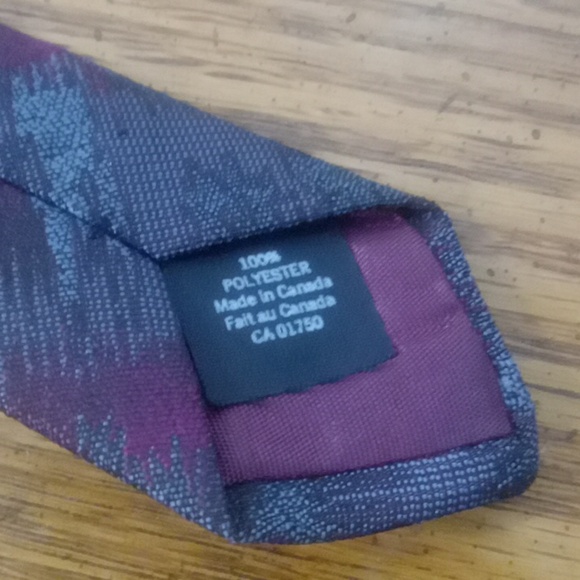 100%
POLYESTER
Made in Canada
Fait au Canada
CA 01750